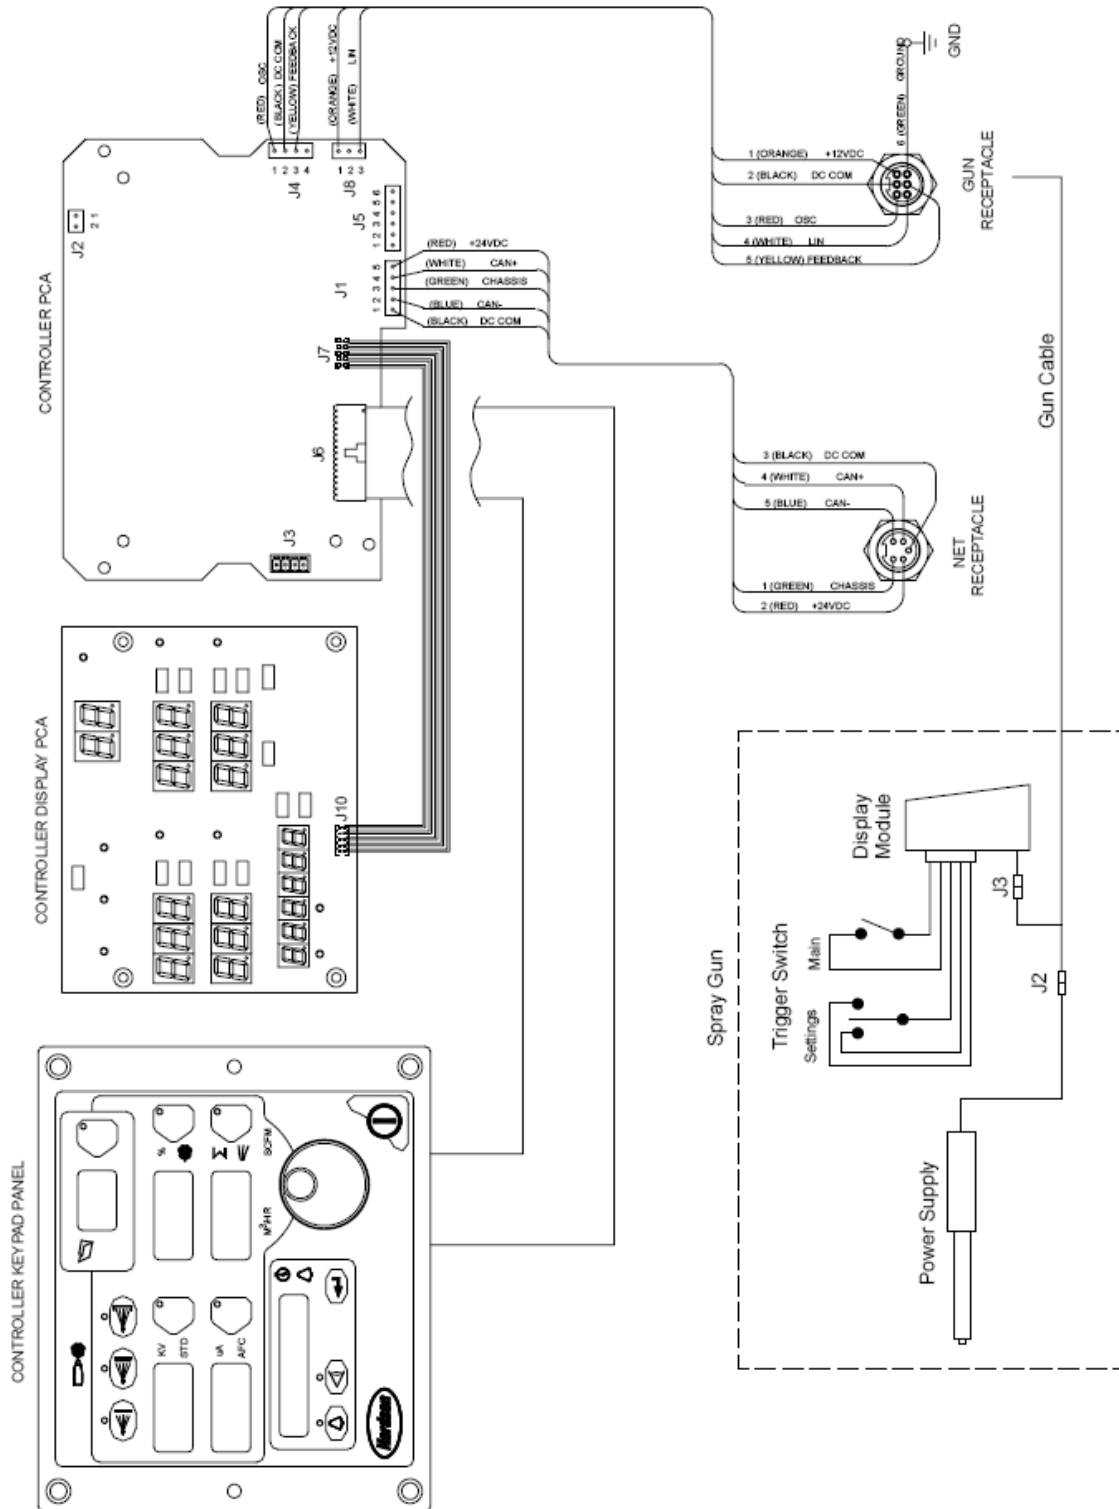 CONTROLLER PCA
J2
2 1
(RED) OSC
(BLACK) DC COM
(YELLOW) FEEDBACK
(ORANGE) +12VDC
(WHITE) LIN
1 2 3 4
J4
1 2 3
J8
J5
1 2 3 4 5 6
J1
1 2 3 4 5
(RED) +24VDC
(WHITE) CAN+
(GREEN) CHASSIS
(BLUE) CAN-
(BLACK) DC COM
J7
J6
J3
6 (GREEN) GROUND
GND
1 (ORANGE) +12VDC
2 (BLACK) DC COM
3 (RED) OSC
4 (WHITE) LIN
5 (YELLOW) FEEDBACK
GUN
RECEPTACLE
Gun Cable
3 (BLACK) DC COM
4 (WHITE) CAN+
5 (BLUE) CAN-
1 (GREEN) CHASSIS
2 (RED) +24VDC
NET
RECEPTACLE
CONTROLLER DISPLAY PCA
J10
CONTROLLER KEYPAD PANEL
%
SCFM
M³/HR
KV
STD
uA
AFC
Nordson
Spray Gun
Trigger Switch
Main
Settings
Display
Module
J3
J2
Power Supply